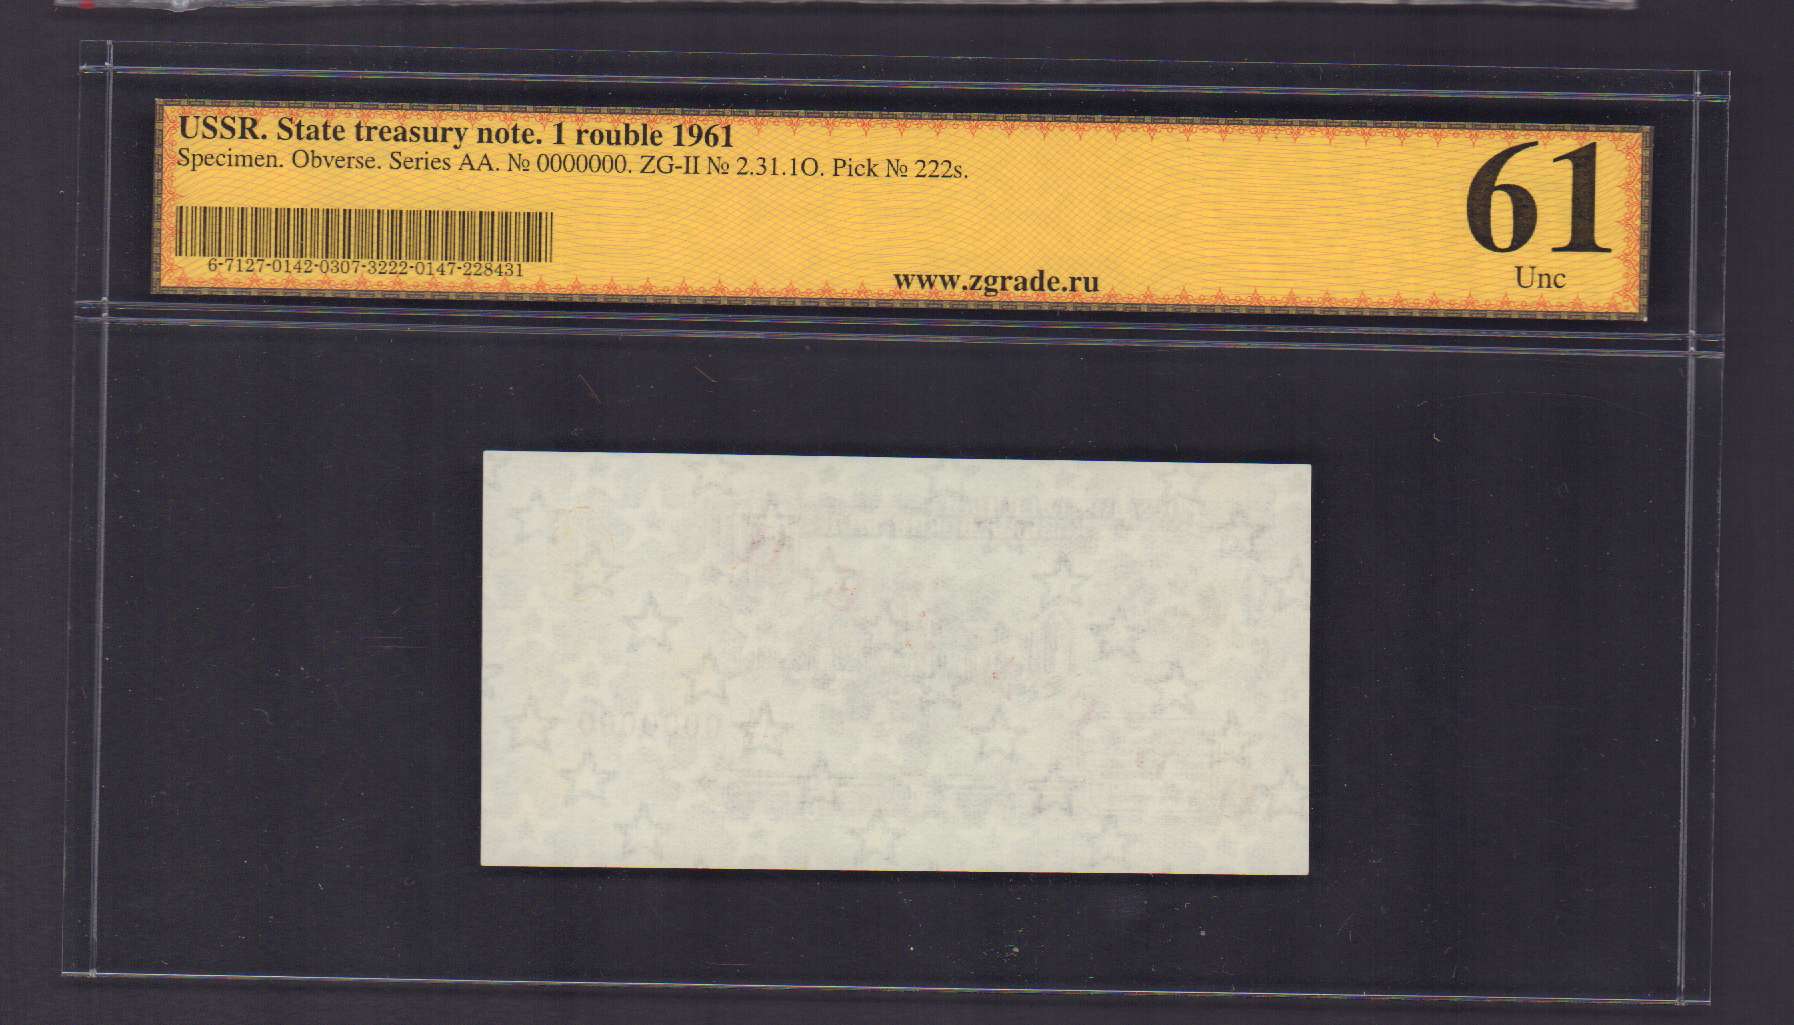 USSR. State treasury note. 1 rouble 1961
Specimen. Obverse. Series AA. № 0000000. ZG-II № 2.31.1O. Pick № 222s.
61
Unc
6-7127-0142-0307-3222-0147-228431
www.zgrade.ru